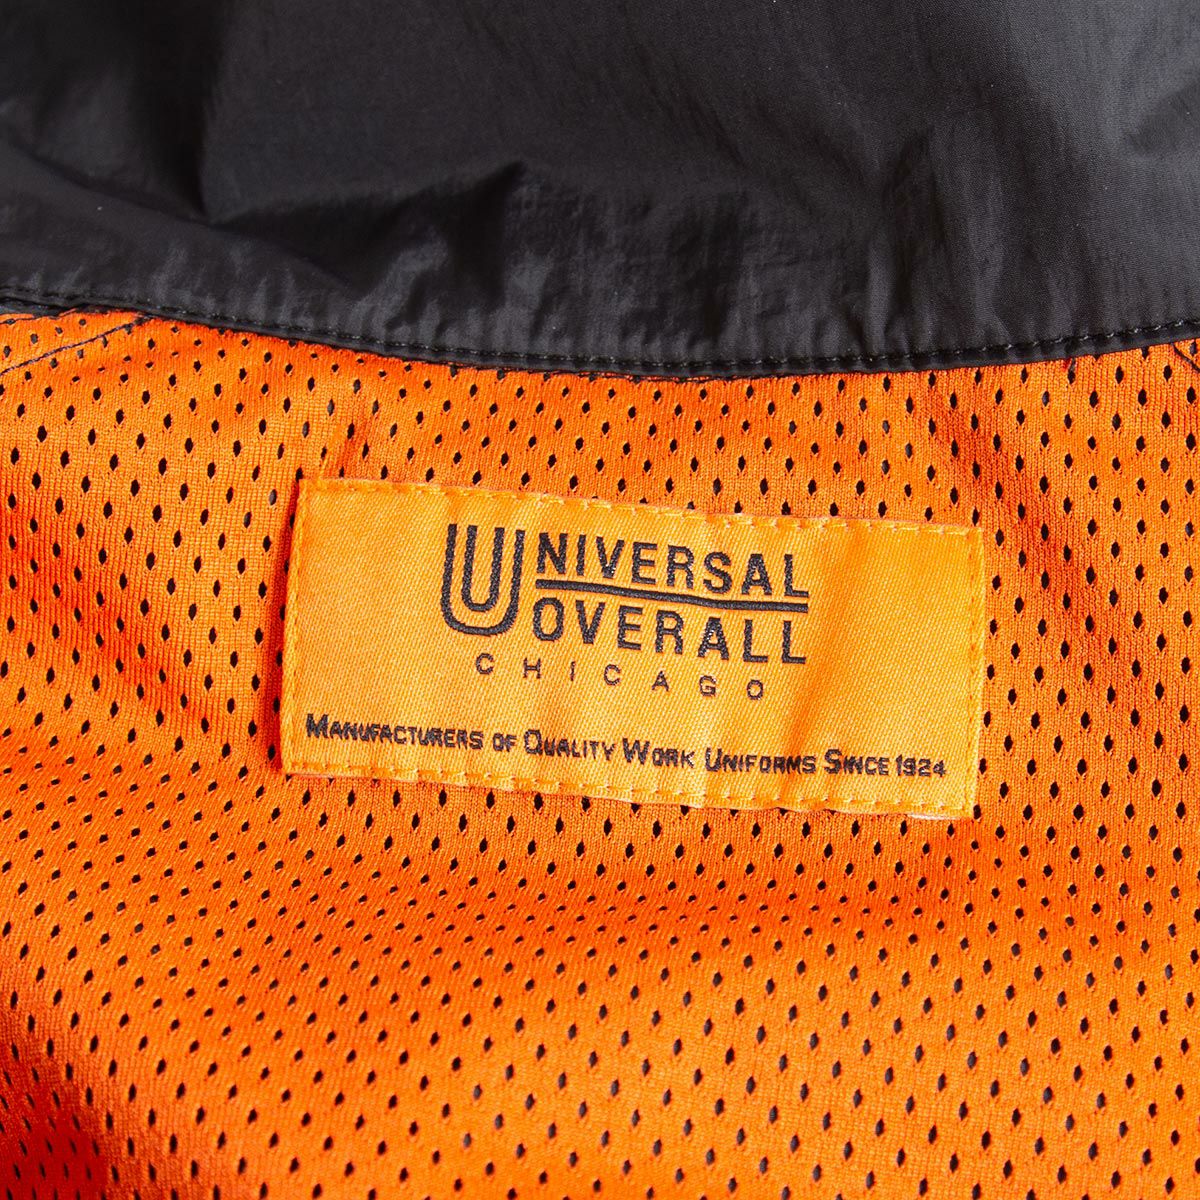 UNIVERSAL
OVERALL
CHICAGO
MANUFACTURERS OF QUALITY WORK UNIFORMS SINCE 1924